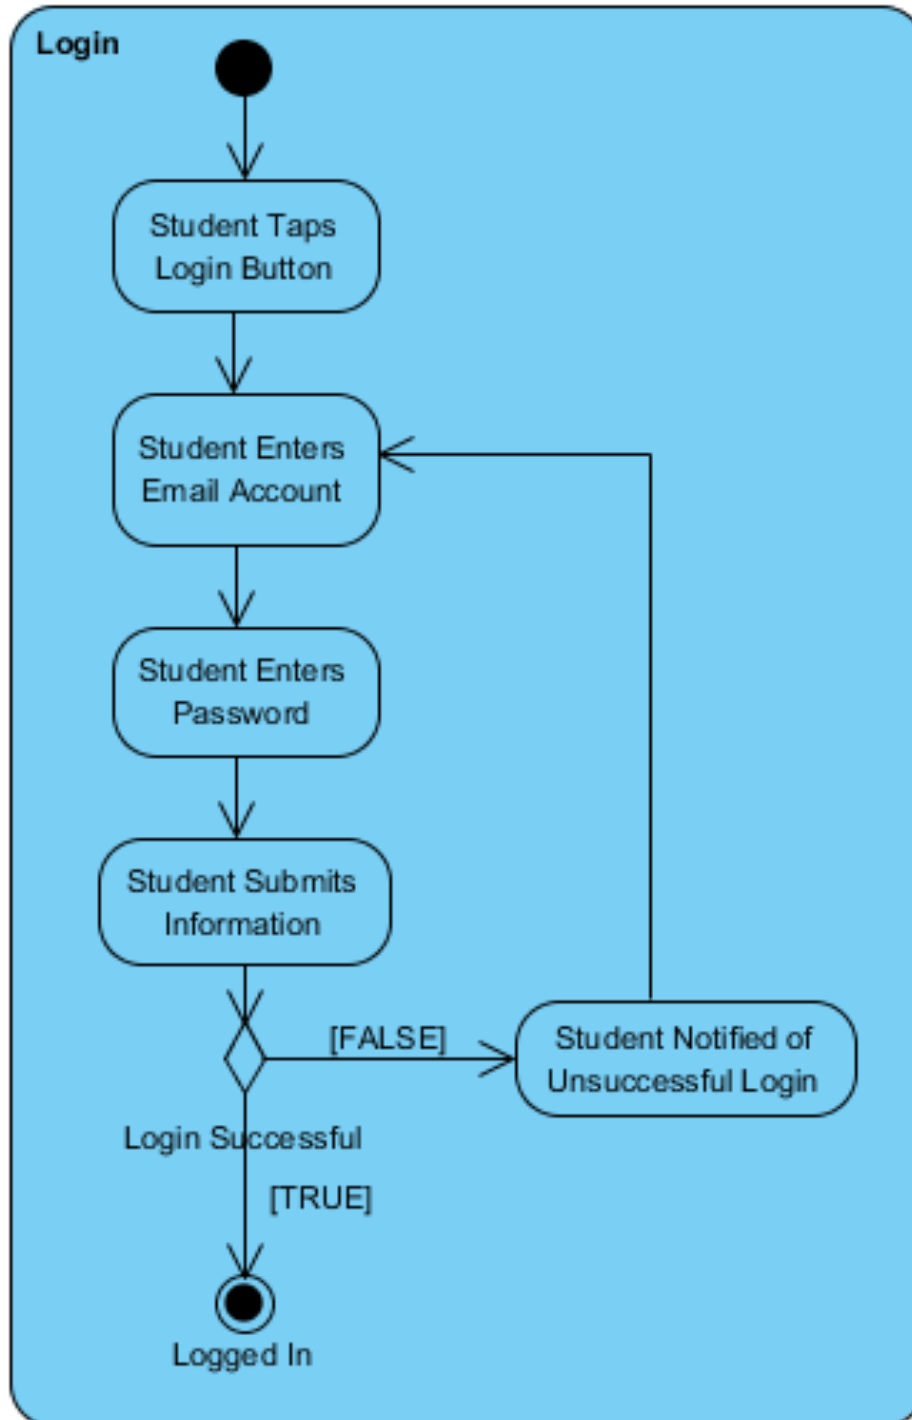 Login
Student Taps
Login Button
Student Enters
Email Account
Student Enters
Password
Student Submits
Information
[FALSE]
Student Notified of
Unsuccessful Login
Login Successful
[TRUE]
Logged In